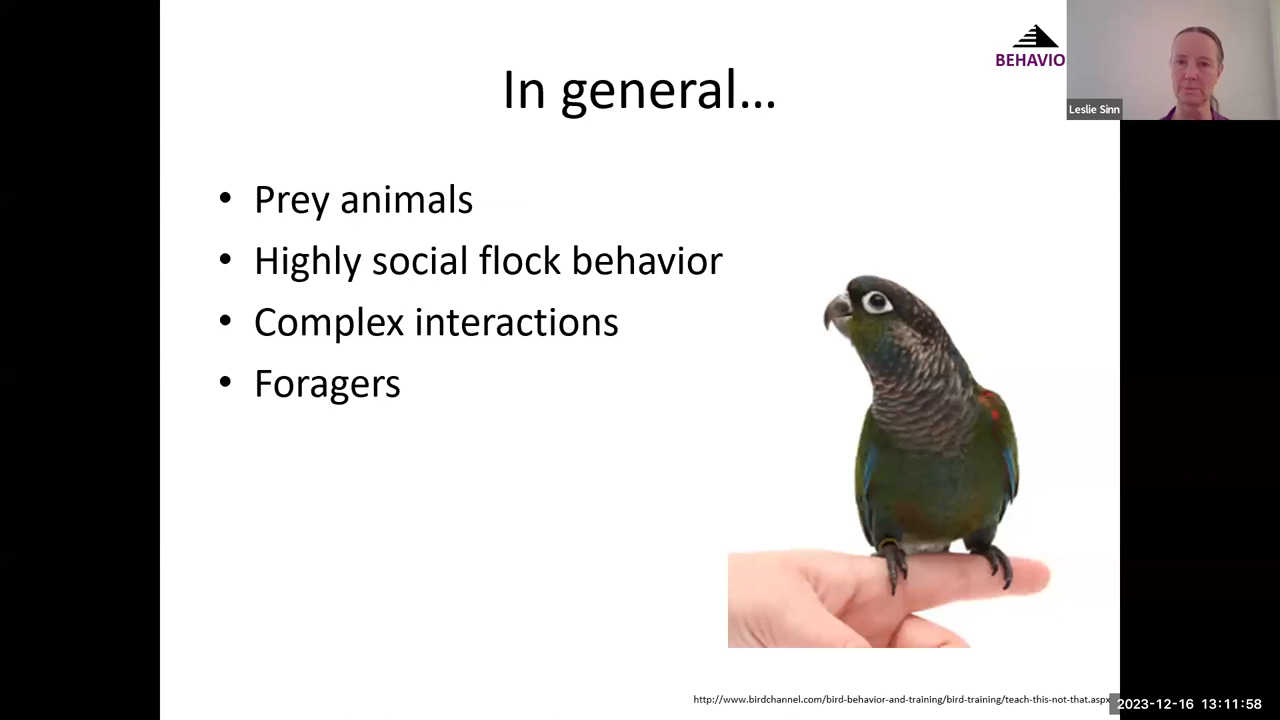 In general...
BEHAVIO
Leslie Sinn
• Prey animals
• Highly social flock behavior
• Complex interactions
• Foragers
http://www.birdchannel.com/bird-behavior-and-training/bird-training/teach-this-not-that.aspx
2023-12-16 13:11:58